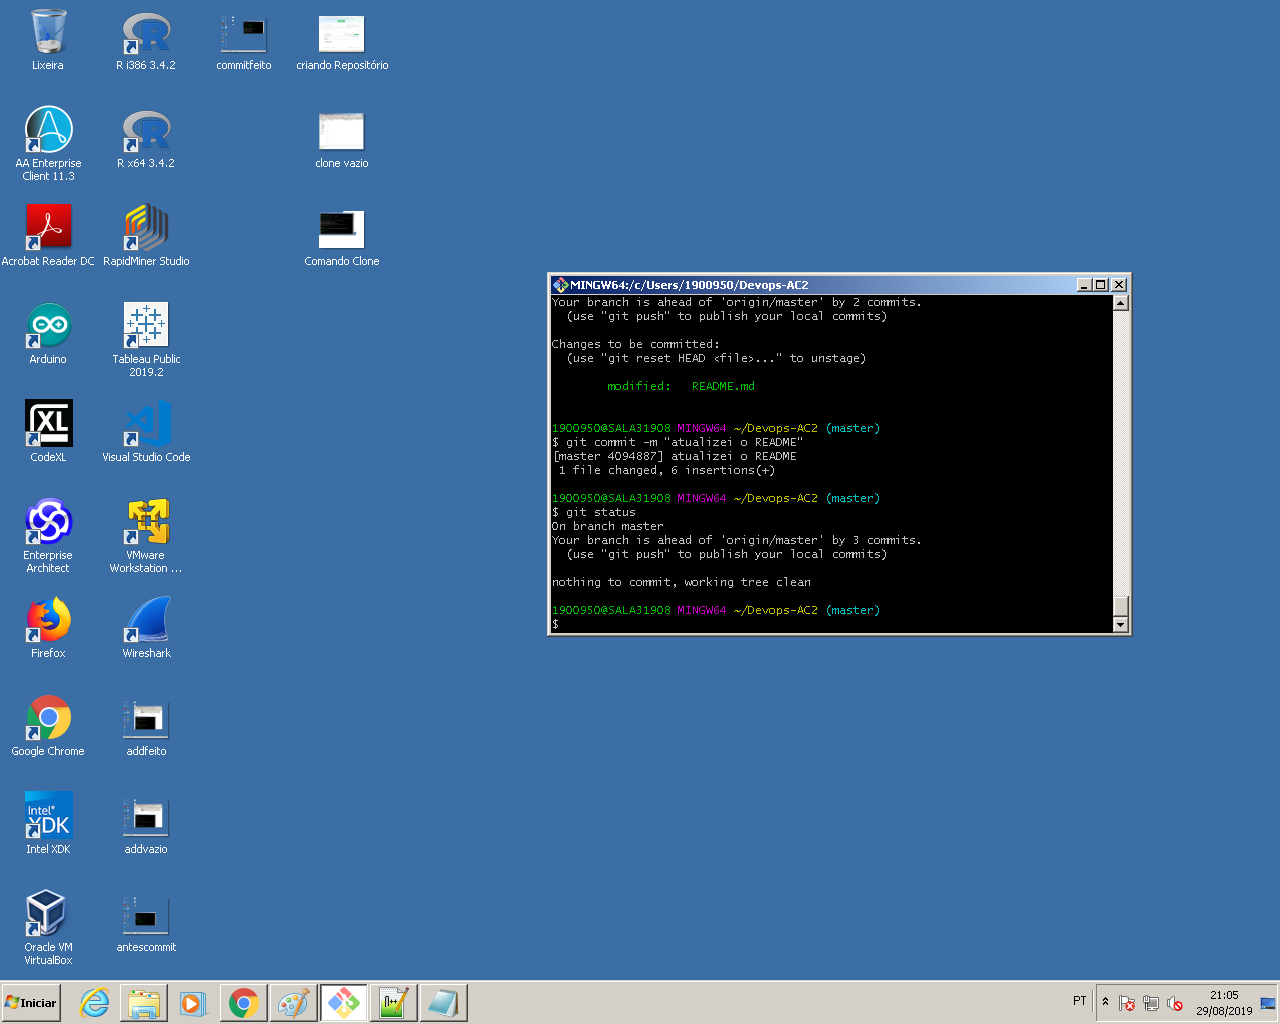 Lixeira
R i386 3.4.2
commitfeito
criando Repositório
AA Enterprise
Client 11.3
R x64 3.4.2
clone vazio
Acrobat Reader DC
RapidMiner Studio
Comando Clone
Arduino
Tableau Public
2019.2
XL
CodeXL
Visual Studio Code
Enterprise
Architect
VMware
Workstation ...
Firefox
Wireshark
Google Chrome
addfeito
Intel
XDK
Intel XDK
addvazio
Oracle VM
VirtualBox
antescommit
MINGW64:/c/Users/1900950/Devops-AC2
Your branch is ahead of 'origin/master' by 2 commits.
(use "git push" to publish your local commits)
Changes to be committed:
(use "git reset HEAD <file>..." to unstage)
modified: README.md
1900950@SALA31908 MINGW64 ~/Devops-AC2 (master)
$ git commit -m "atualizei o README"
[master 4094887] atualizei o README
1 file changed, 6 insertions(+)
1900950@SALA31908 MINGW64 ~/Devops-AC2 (master)
$ git status
On branch master
Your branch is ahead of 'origin/master' by 3 commits.
(use "git push" to publish your local commits)
nothing to commit, working tree clean
1900950@SALA31908 MINGW64 ~/Devops-AC2 (master)
$
Iniciar
PT
21:05
29/08/2019